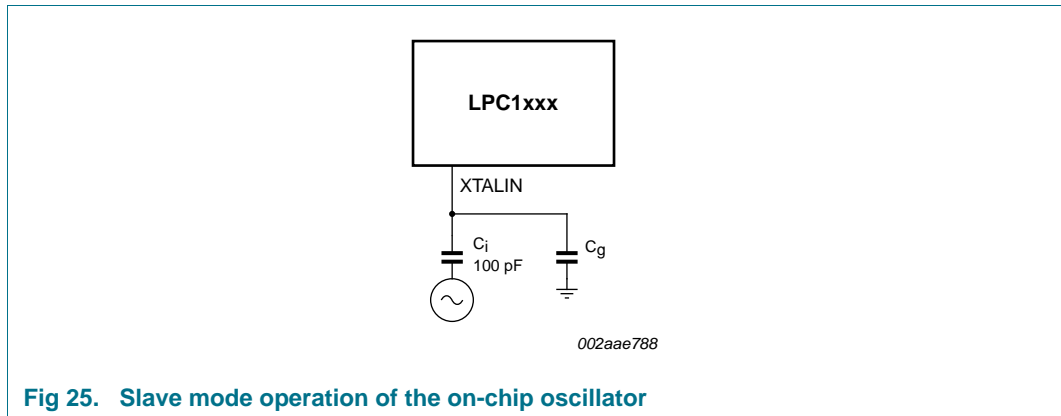 LPC1xxx
XTALIN
Ci
100 pF
Cg
002aae788
Fig 25. Slave mode operation of the on-chip oscillator